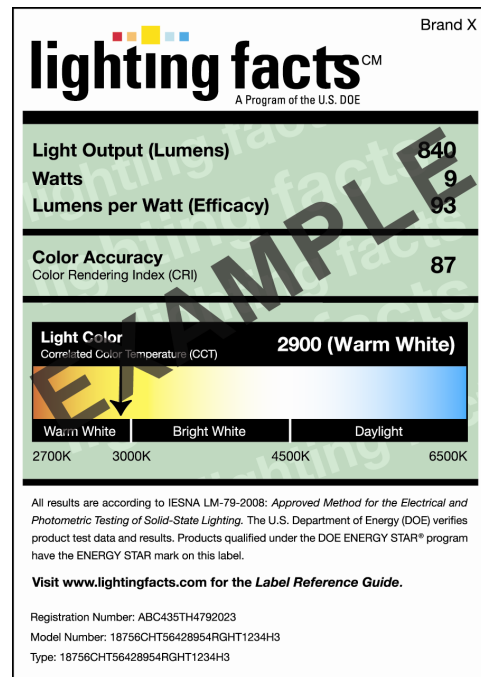 Brand X
lighting facts CM
A Program of the U.S. DOE
Light Output (Lumens) 840
Watts 9
Lumens per Watt (Efficacy) 93
Color Accuracy
Color Rendering Index (CRI) 87
EXAMPLE
Light Color
Correlated Color Temperature (CCT) 2900 (Warm White)
Warm White Bright White Daylight
2700K 3000K 4500K 6500K
All results are according to IESNA LM-79-2008: Approved Method for the Electrical and
Photometric Testing of Solid-State Lighting. The U.S. Department of Energy (DOE) verifies
product test data and results. Products qualified under the DOE ENERGY STAR® program
have the ENERGY STAR mark on this label.
Visit www.lightingfacts.com for the Label Reference Guide.
Registration Number: ABC435TH4792023
Model Number: 18756CHT56428954RGHT1234H3
Type: 18756CHT56428954RGHT1234H3